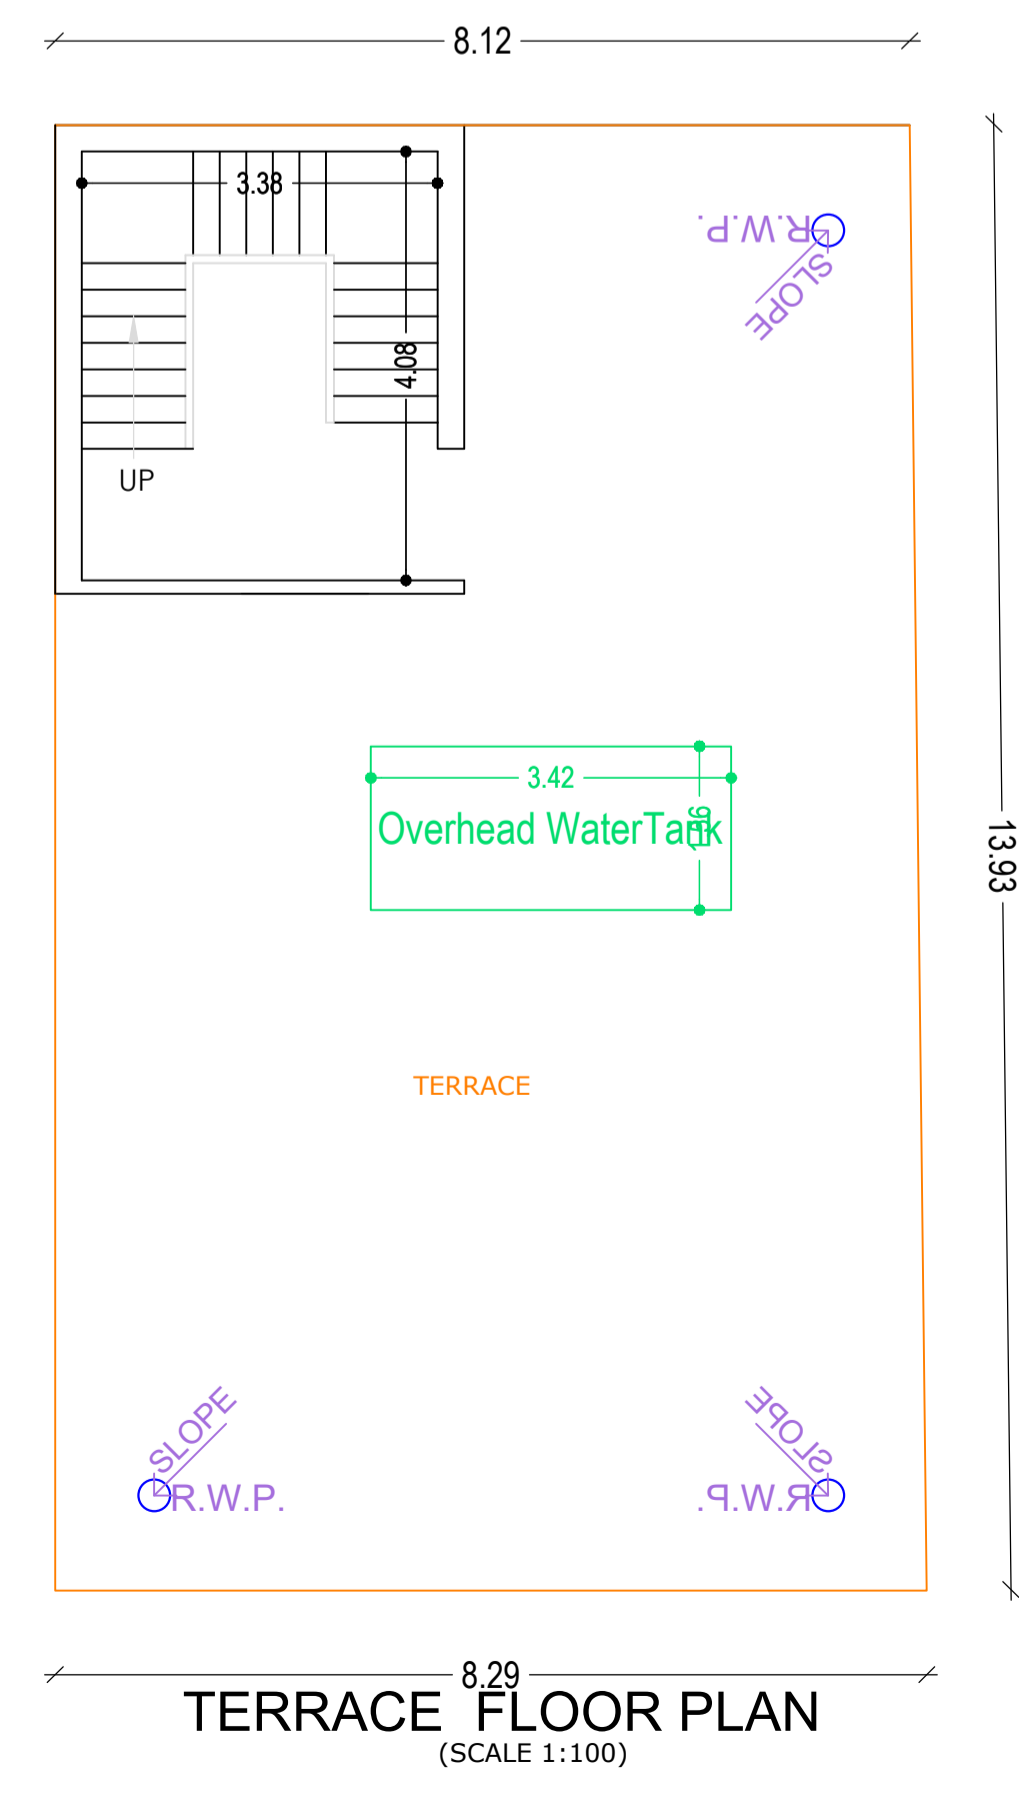 8.12
3.38
R.W.P.
SLOPE
4.08
UP
3.42
Overhead WaterTank
13.93
TERRACE
SLOPE
SLOPE
R.W.P.
R.W.P.
8.29
TERRACE FLOOR PLAN
(SCALE 1:100)